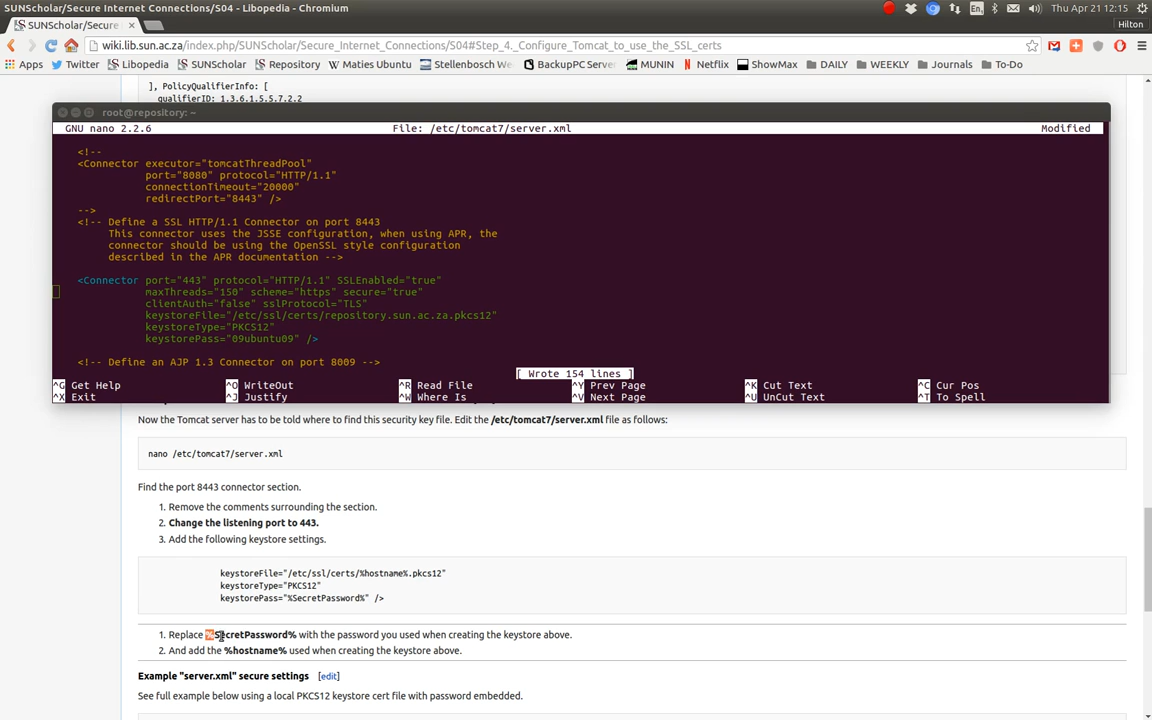 SUNScholar/Secure Internet Connections/S04 - Libopedia - Chromium
En
Thu Apr 21 12:15
SUNScholar/Secure
Hilton
wiki.lib.sun.ac.za/index.php/SUNScholar/Secure_Internet_Connections/S04#Step_4._Configure_Tomcat_to_use_the_SSL_certs
Apps Twitter Libopedia SUNScholar Repository Maties Ubuntu Stellenbosch We BackupPC Server MUNIN Netflix ShowMax DAILY WEEKLY Journals To-Do
], PolicyQualifierInfo: [
qualifierID: 1.3.6.1.5.5.7.2.2
root@repository: ~
GNU nano 2.2.6 File: /etc/tomcat7/server.xml Modified
<!--
<Connector executor="tomcatThreadPool"
port="8080" protocol="HTTP/1.1"
connectionTimeout="20000"
redirectPort="8443" />
-->
<!-- Define a SSL HTTP/1.1 Connector on port 8443
This connector uses the JSSE configuration, when using APR, the
connector should be using the OpenSSL style configuration
described in the APR documentation -->
<Connector port="443" protocol="HTTP/1.1" SSLEnabled="true"
maxThreads="150" scheme="https" secure="true"
clientAuth="false" sslProtocol="TLS"
keystoreFile="/etc/ssl/certs/repository.sun.ac.za.pkcs12"
keystoreType="PKCS12"
keystorePass="09ubuntu09" />
<!-- Define an AJP 1.3 Connector on port 8009 -->
[ Wrote 154 lines ]
^G Get Help ^O WriteOut ^R Read File ^Y Prev Page ^K Cut Text ^C Cur Pos
^X Exit ^J Justify ^W Where Is ^V Next Page ^U UnCut Text ^T To Spell
Now the Tomcat server has to be told where to find this security key file. Edit the /etc/tomcat7/server.xml file as follows:
nano /etc/tomcat7/server.xml
Find the port 8443 connector section.
1. Remove the comments surrounding the section.
2. Change the listening port to 443.
3. Add the following keystore settings.
keystoreFile="/etc/ssl/certs/%hostname%.pkcs12"
keystoreType="PKCS12"
keystorePass="%SecretPassword%" />
1. Replace %SecretPassword% with the password you used when creating the keystore above.
2. And add the %hostname% used when creating the keystore above.
Example "server.xml" secure settings [edit]
See full example below using a local PKCS12 keystore cert file with password embedded.